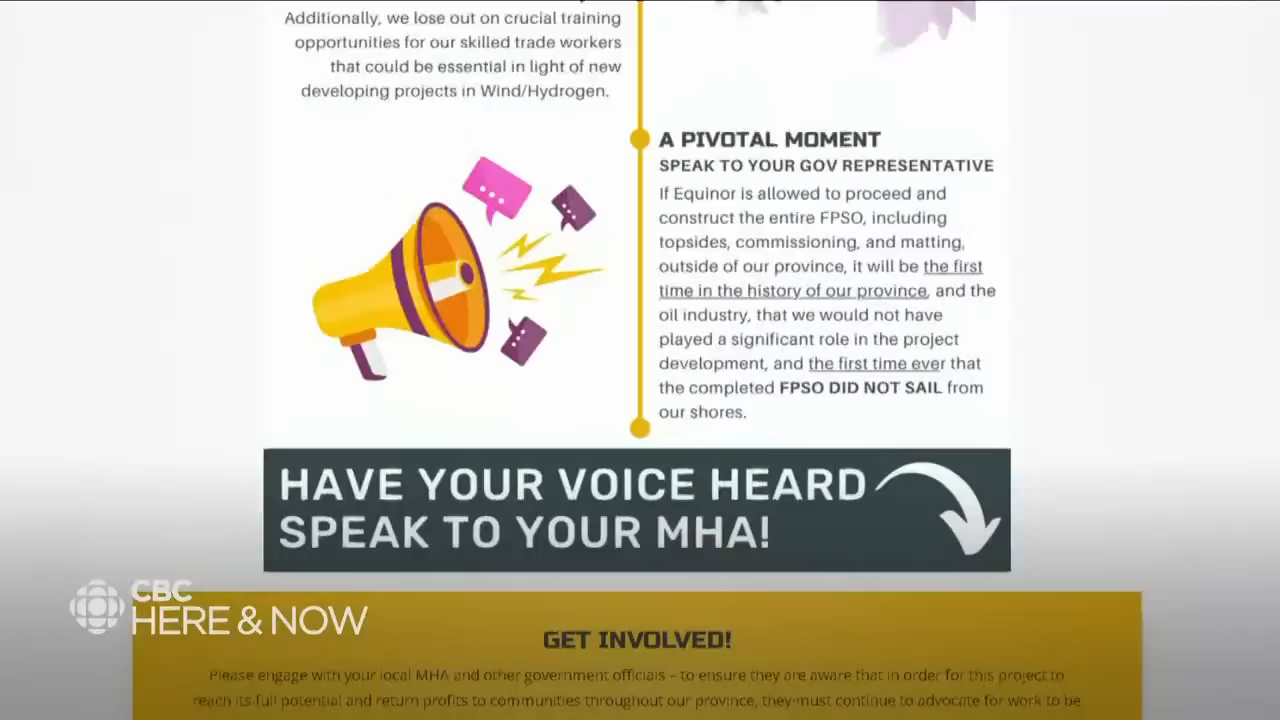 Additionally, we lose out on crucial training
opportunities for our skilled trade workers
that could be essential in light of new
developing projects in Wind/Hydrogen.
A PIVOTAL MOMENT
SPEAK TO YOUR GOV REPRESENTATIVE
If Equinor is allowed to proceed and
construct the entire FPSO, including
topsides, commissioning, and matting,
outside of our province, it will be the first
time in the history of our province, and the
oil industry, that we would not have
played a significant role in the project
development, and the first time ever that
the completed FPSO DID NOT SAIL from
our shores.
HAVE YOUR VOICE HEARD
SPEAK TO YOUR MHA!
CBC
HERE & NOW
GET INVOLVED!
Please engage with your local MHA and other government officials – to ensure they are aware that in order for this project to
reach its full potential and return profits to communities throughout our province, they must continue to advocate for work to be